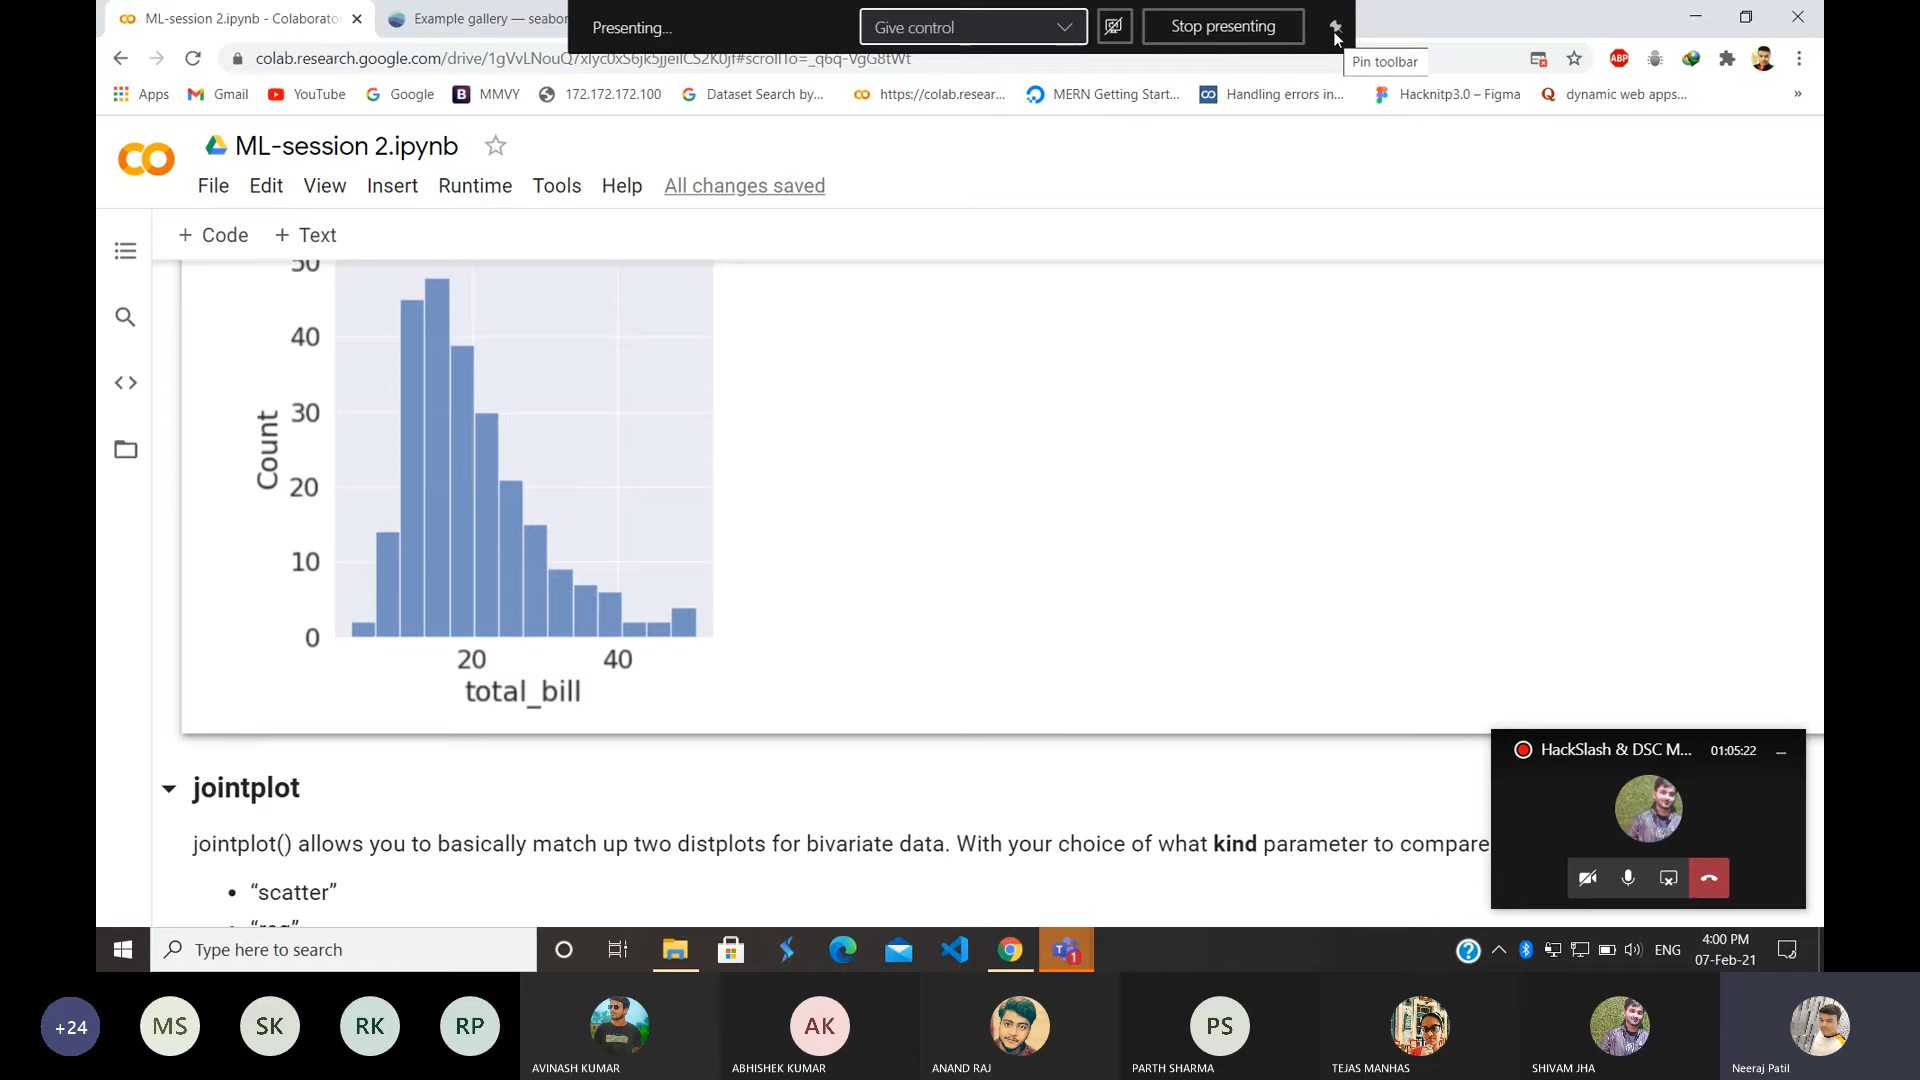 ML-session 2.ipynb - Colaborato
Example gallery — seabor
Presenting...
Give control
Stop presenting
Pin toolbar
Apps
Gmail
YouTube
Google
MMVY
172.172.172.100
Dataset Search by...
https://colab.resear...
MERN Getting Start...
Handling errors in...
Hacknitp3.0 – Figma
dynamic web apps...
»
ABP
ML-session 2.ipynb
File Edit View Insert Runtime Tools Help All changes saved
+ Code + Text
50
40
30
20
10
0
Count
20 40
total_bill
jointplot
jointplot() allows you to basically match up two distplots for bivariate data. With your choice of what kind parameter to compare
• “scatter”
• “reg”
HackSlash & DSC M... 01:05:22
Type here to search
1
ENG
4:00 PM
07-Feb-21
+24
MS
SK
RK
RP
AVINASH KUMAR
AK
ABHISHEK KUMAR
ANAND RAJ
PS
PARTH SHARMA
TEJAS MANHAS
SHIVAM JHA
Neeraj Patil